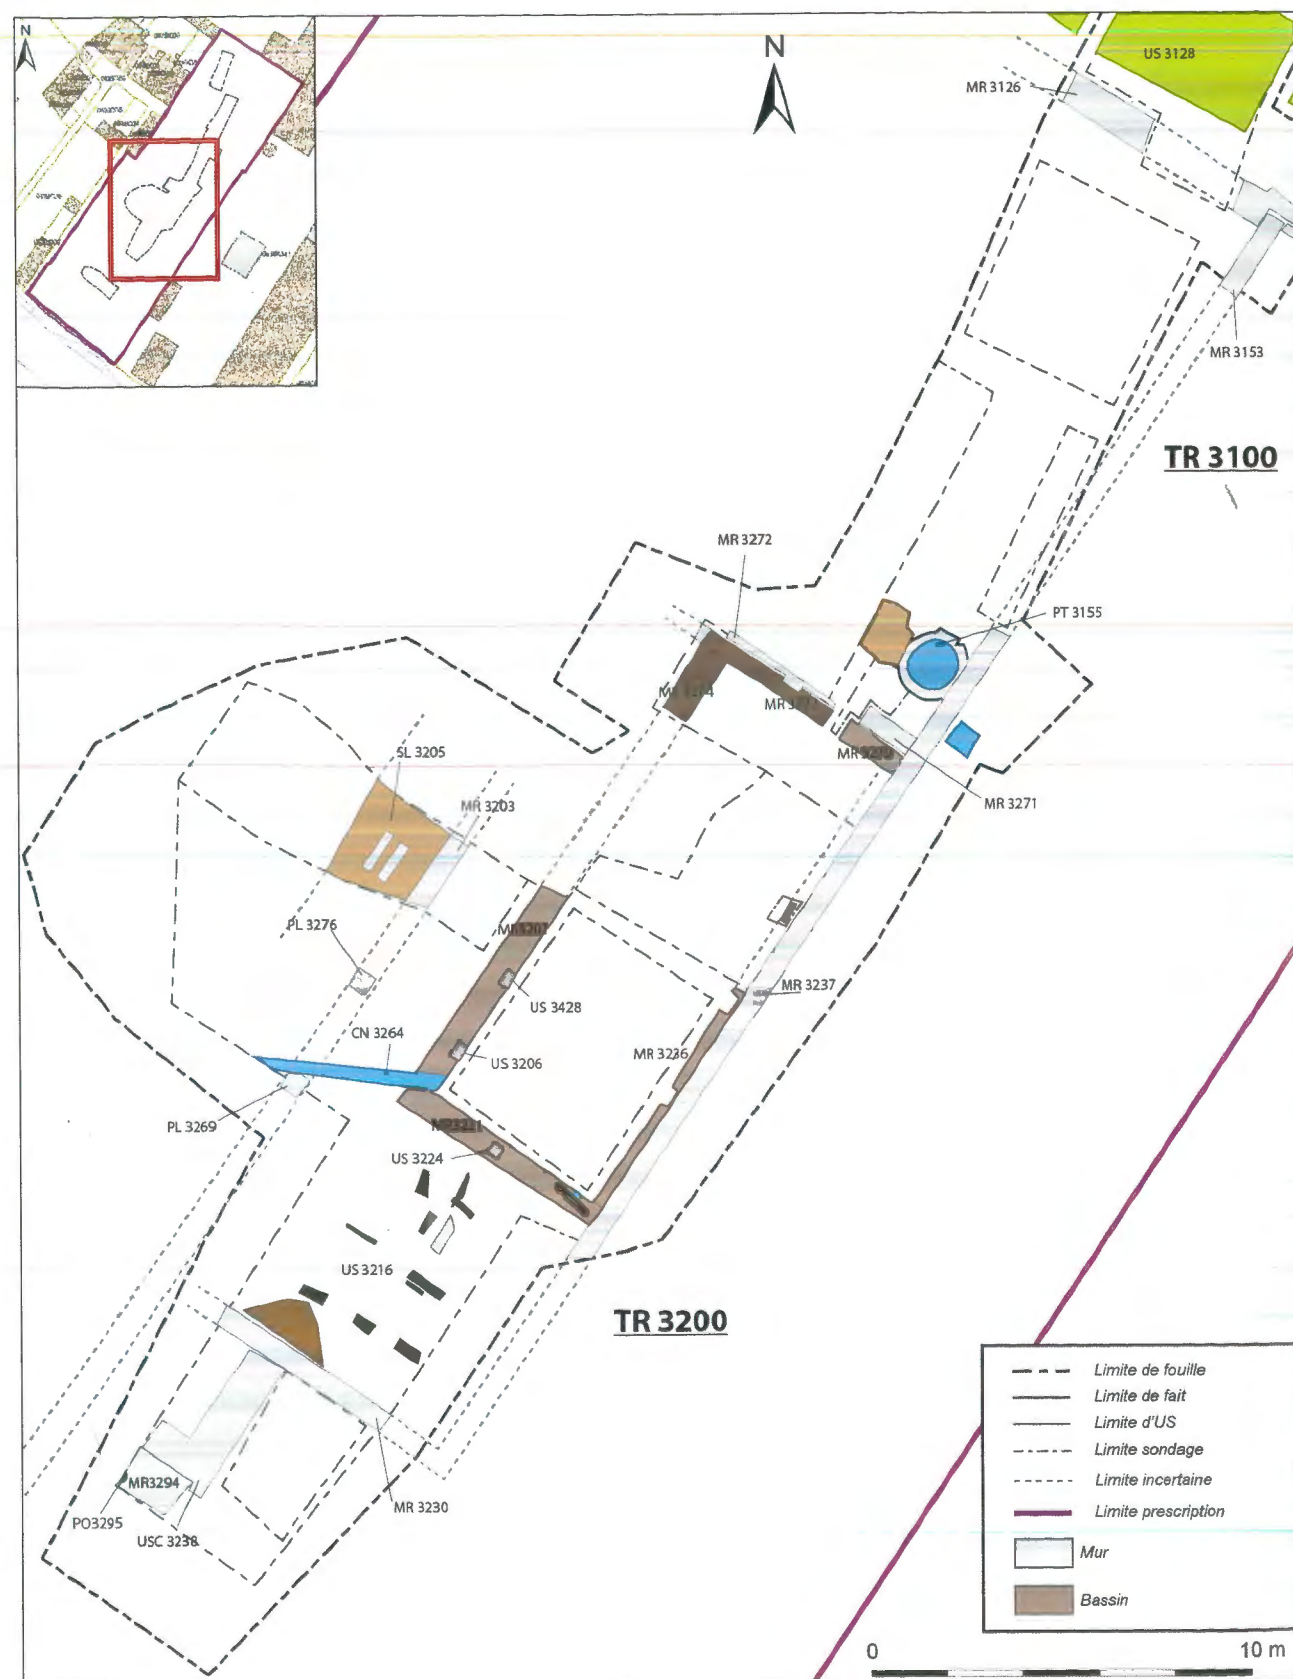 N
N
US 3128
MR 3126
MR 3153
TR 3100
MR 3272
PT 3155
MR 3271
SL 3205
MR 3203
PL 3276
US 3428
MR 3237
CN 3264
US 3206
MR 3236
PL 3269
US 3224
US 3216
TR 3200
MR3294
PO3295
USC 3238
MR 3230
Limite de fouille
Limite de fait
Limite d'US
Limite sondage
Limite incertaine
Limite prescription
Mur
Bassin
0 10 m